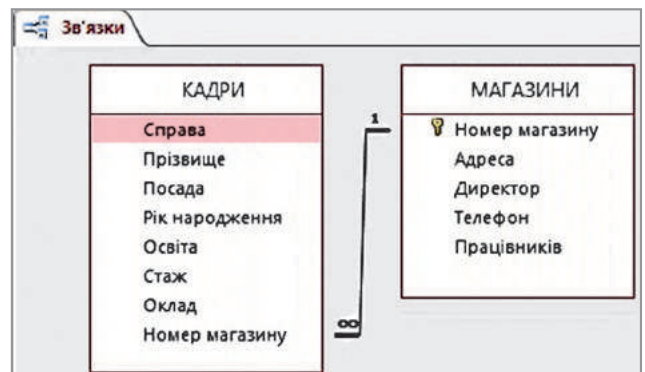 Зв'язки
КАДРИ
Справа
Прізвище
Посада
Рік народження
Освіта
Стаж
Оклад
Номер магазину
1
∞
МАГАЗИНИ
Номер магазину
Адреса
Директор
Телефон
Працівників